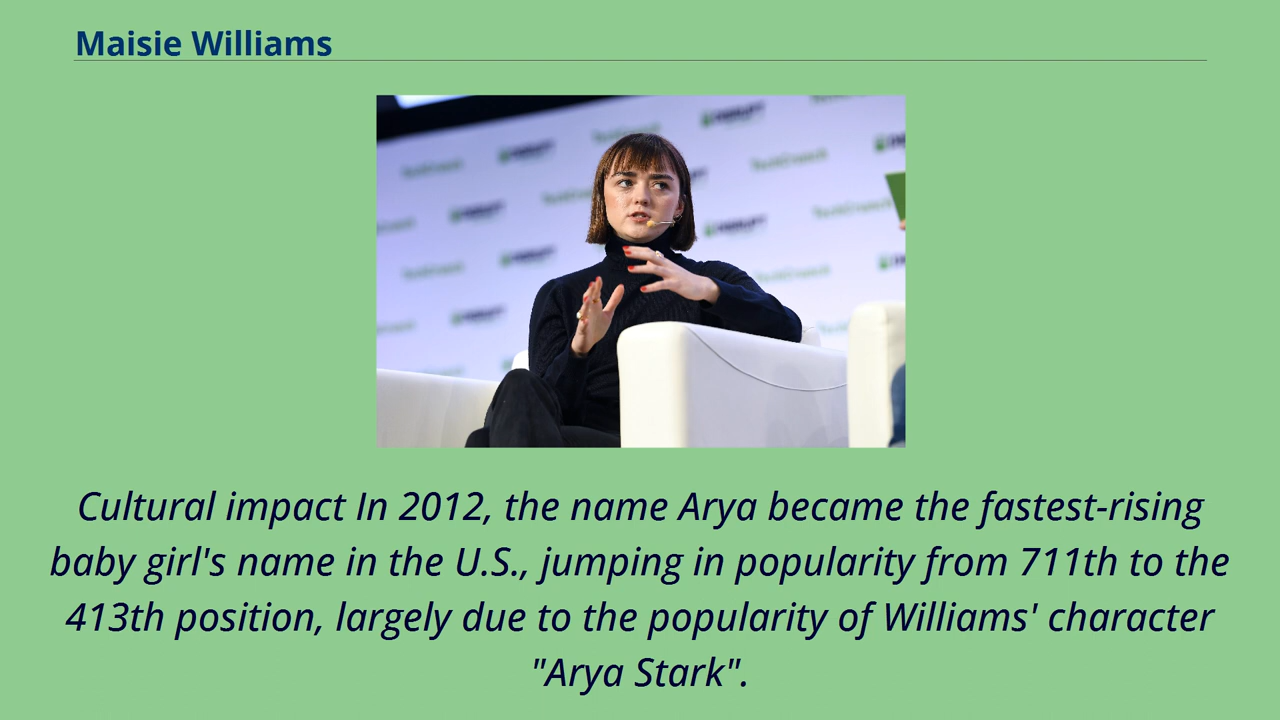 Maisie Williams
TechCrunch
Cultural impact In 2012, the name Arya became the fastest-rising
baby girl's name in the U.S., jumping in popularity from 711th to the
413th position, largely due to the popularity of Williams' character
"Arya Stark".